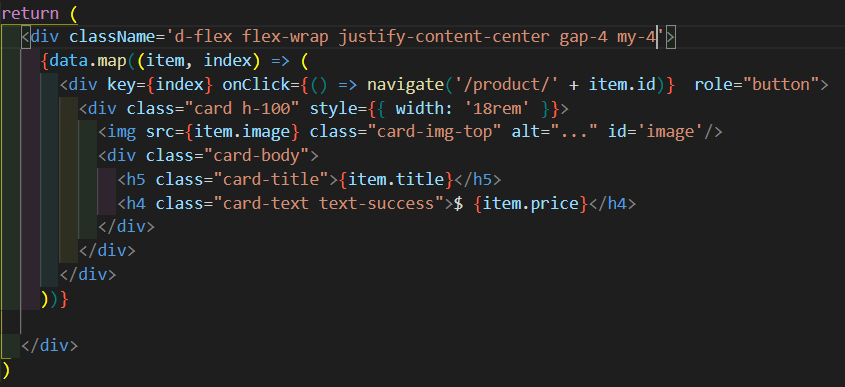 return (
<div className='d-flex flex-wrap justify-content-center gap-4 my-4'>
{data.map((item, index) => (
<div key={index} onClick={() => navigate('/product/' + item.id)}  role="button">
<div class="card h-100" style={{ width: '18rem' }}>
<img src={item.image} class="card-img-top" alt="..." id='image'/>
<div class="card-body">
<h5 class="card-title">{item.title}</h5>
<h4 class="card-text text-success">$ {item.price}</h4>
</div>
</div>
</div>
))}
</div>
)